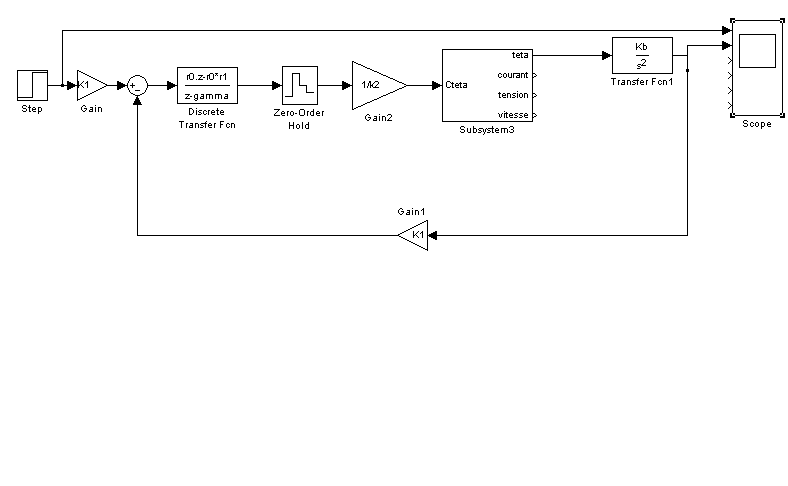 Step
K1
Gain
+
-
r0.z-r0*r1
z-gamma
Discrete
Transfer Fcn
Zero-Order
Hold
1/k2
Gain2
Cteta
teta
courant
tension
vitesse
Subsystem3
Kb
s2
Transfer Fcn1
Scope
Gain1
K1